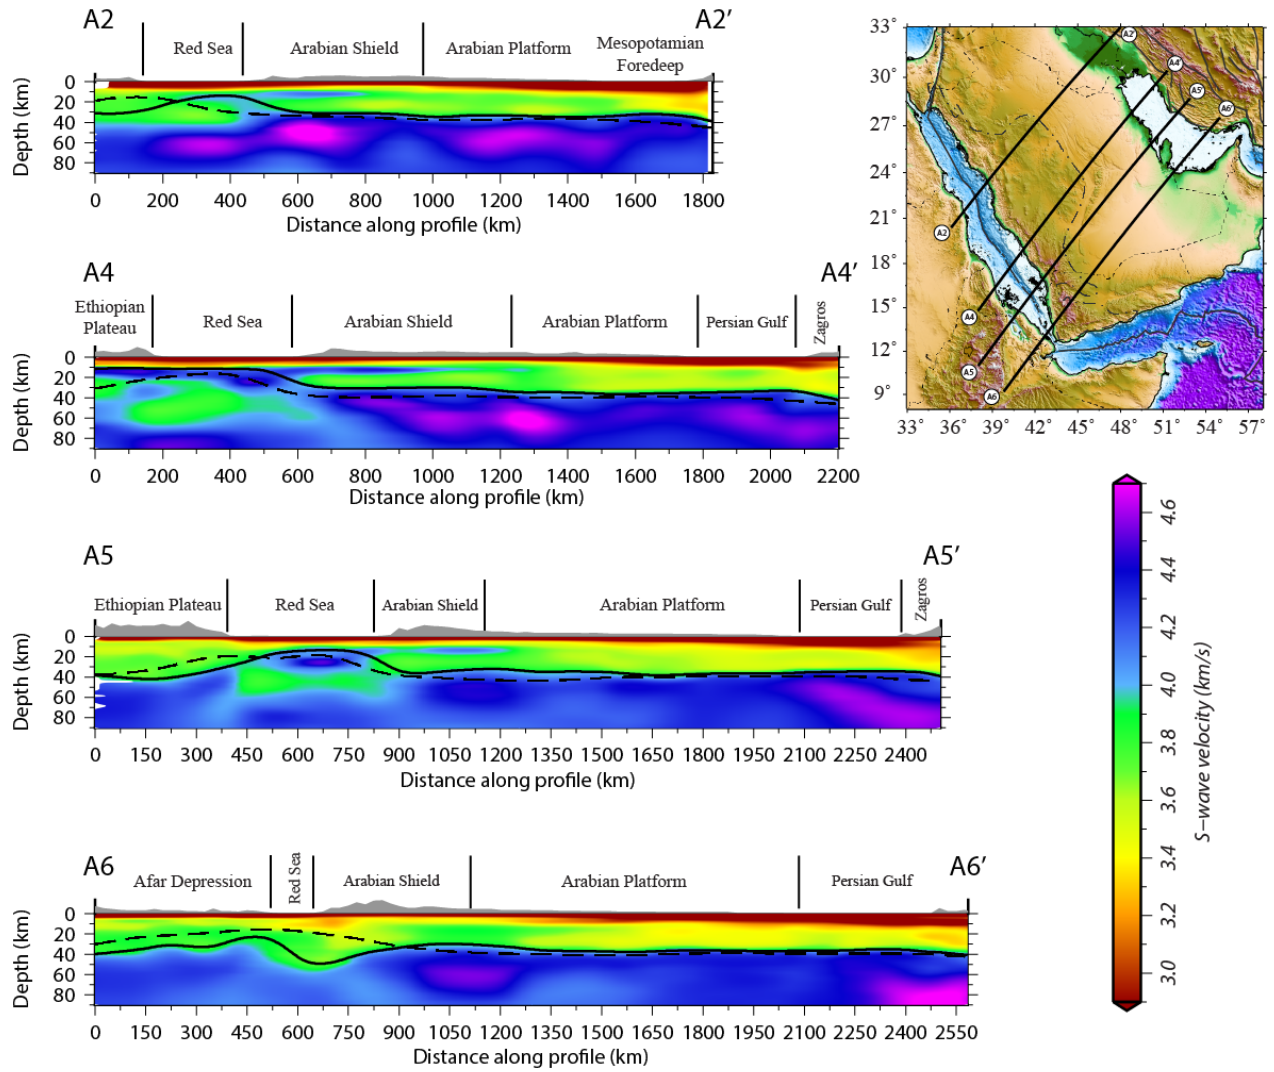 A2 A2′
Red Sea Arabian Shield Arabian Platform Mesopotamian
Foredeep
Depth (km)
0
20
40
60
80
0 200 400 600 800 1000 1200 1400 1600 1800
Distance along profile (km)
A4 A4′
Ethiopian
Plateau Red Sea Arabian Shield Arabian Platform Persian Gulf Zagros
Depth (km)
0
20
40
60
80
0 200 400 600 800 1000 1200 1400 1600 1800 2000 2200
Distance along profile (km)
A5 A5′
Ethiopian Plateau Red Sea Arabian Shield Arabian Platform Persian Gulf Zagros
Depth (km)
0
20
40
60
80
0 150 300 450 600 750 900 1050 1200 1350 1500 1650 1800 1950 2100 2250 2400
Distance along profile (km)
A6 A6′
Afar Depression Red Sea Arabian Shield Arabian Platform Persian Gulf
Depth (km)
0
20
40
60
80
0 150 300 450 600 750 900 1050 1200 1350 1500 1650 1800 1950 2100 2250 2400 2550
Distance along profile (km)
33°
30°
27°
24°
21°
18°
15°
12°
9°
33° 36° 39° 42° 45° 48° 51° 54° 57°
A2′
A4′
A5′
A6′
A2
A4
A5
A6
4.6
4.4
4.2
4.0
3.8
3.6
3.4
3.2
3.0
S−wave velocity (km/s)